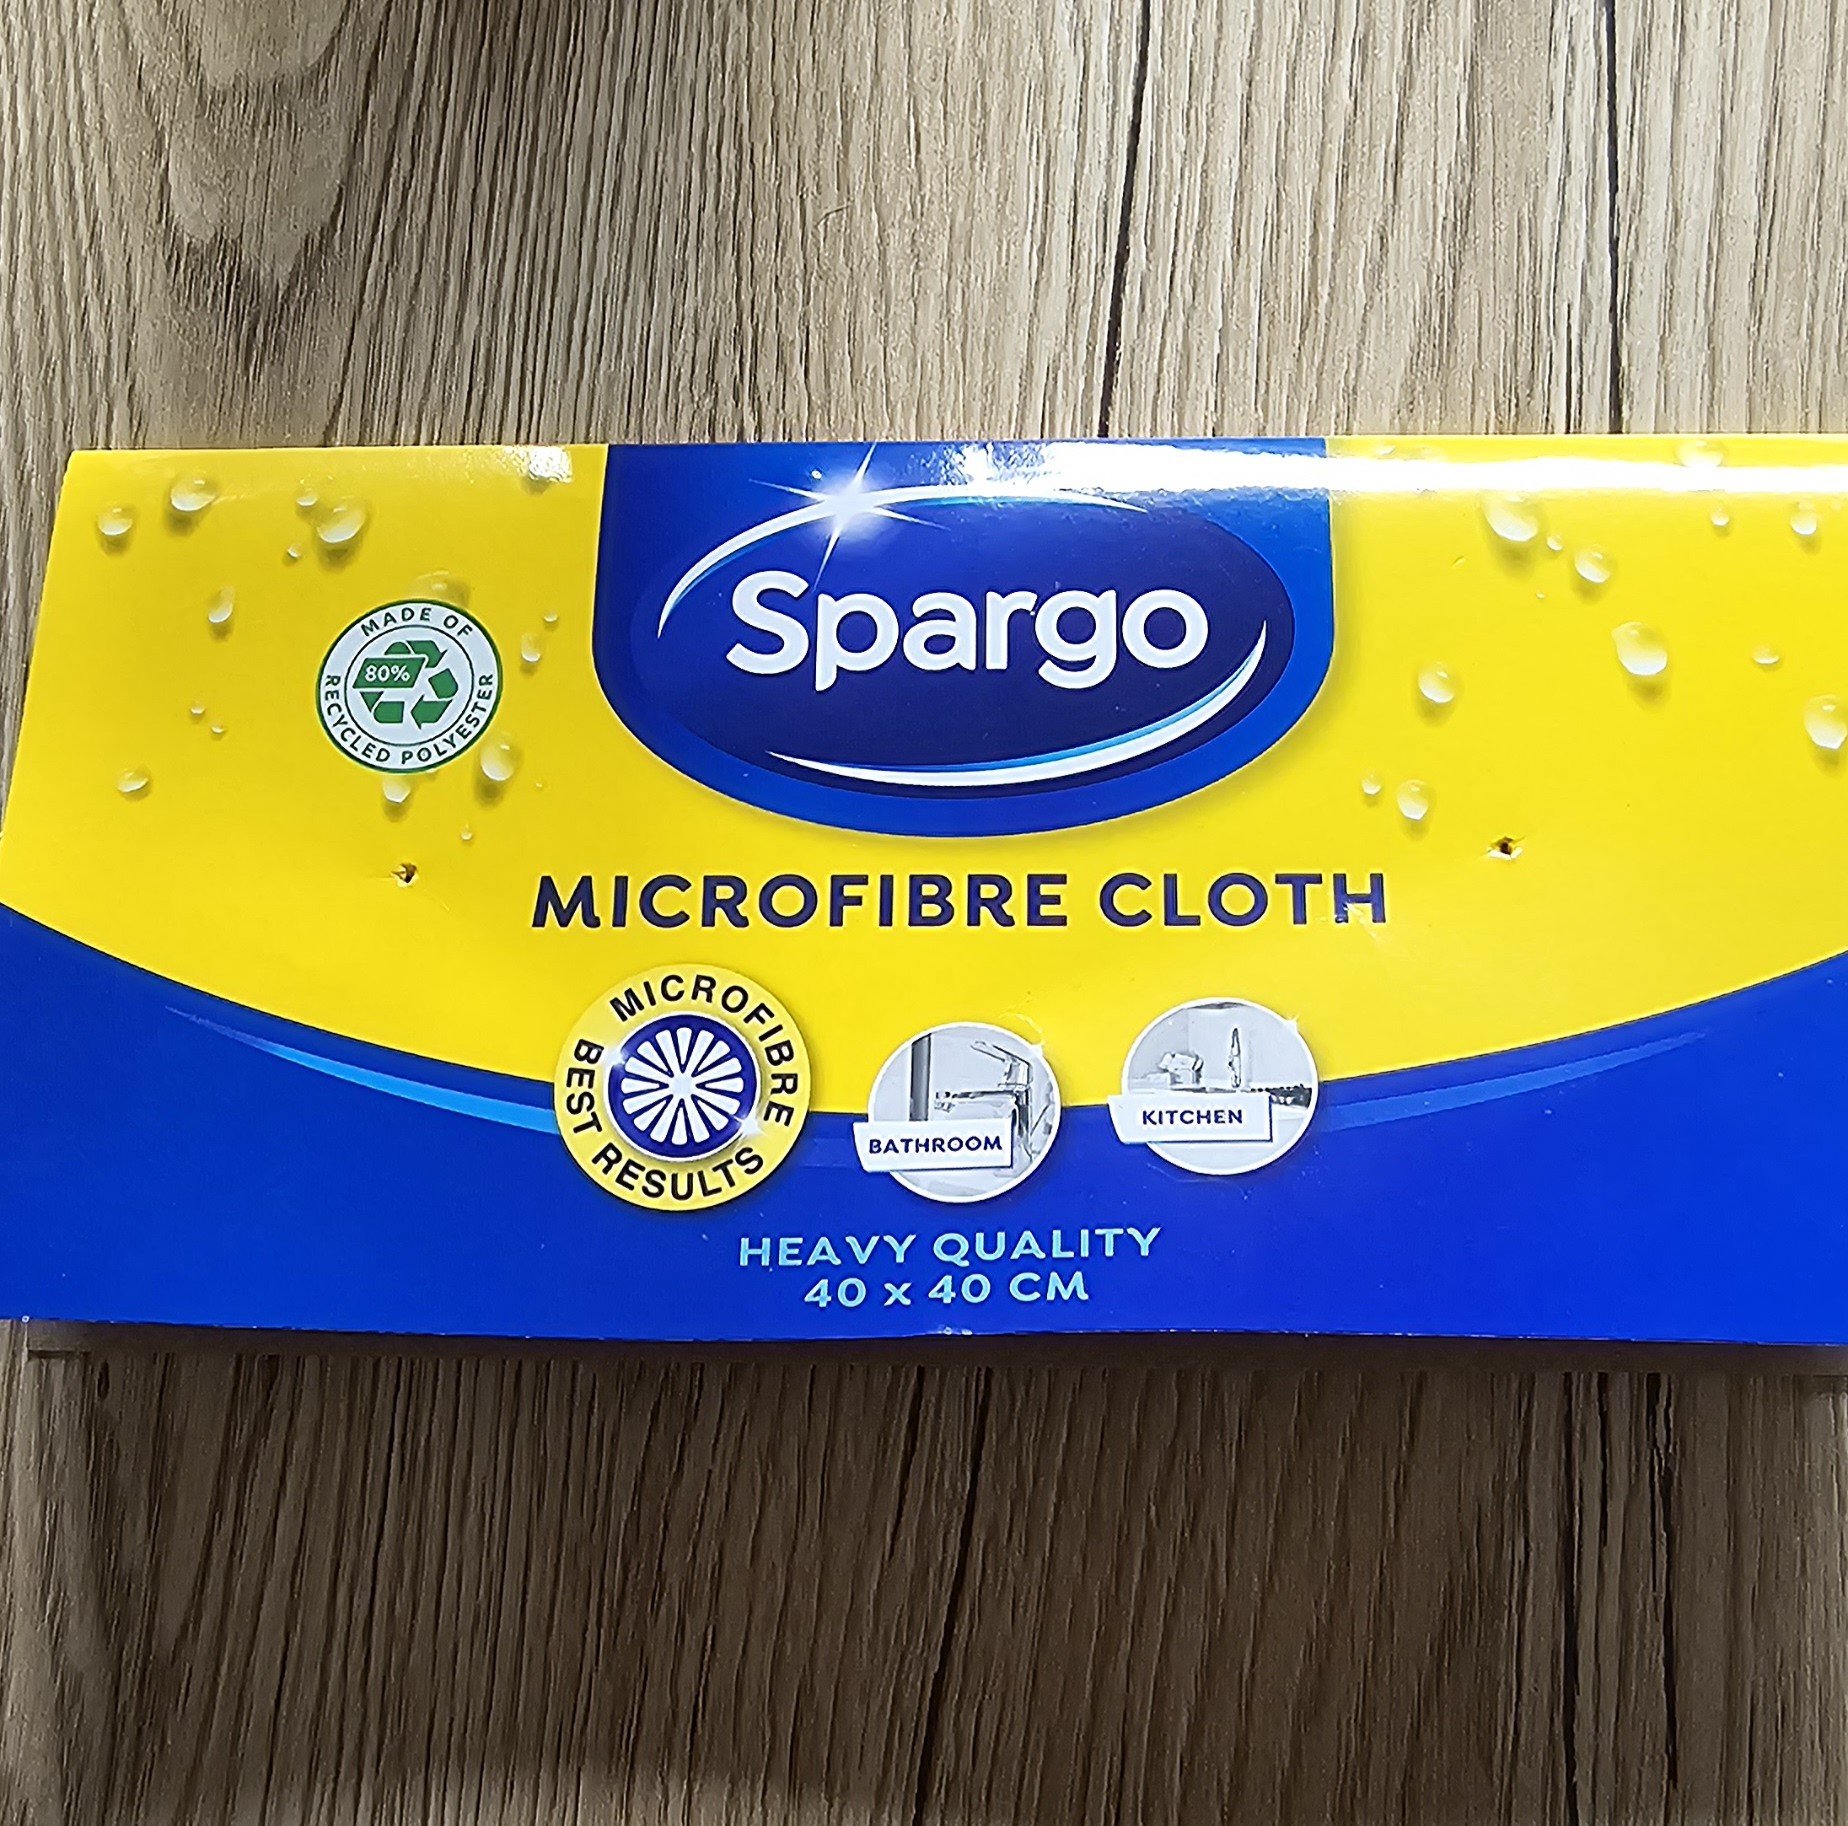 Spargo
MADE OF
80%
RECYCLED POLYESTER
MICROFIBRE CLOTH
MICROFIBRE
BEST RESULTS
BATHROOM
KITCHEN
HEAVY QUALITY
40 x 40 CM